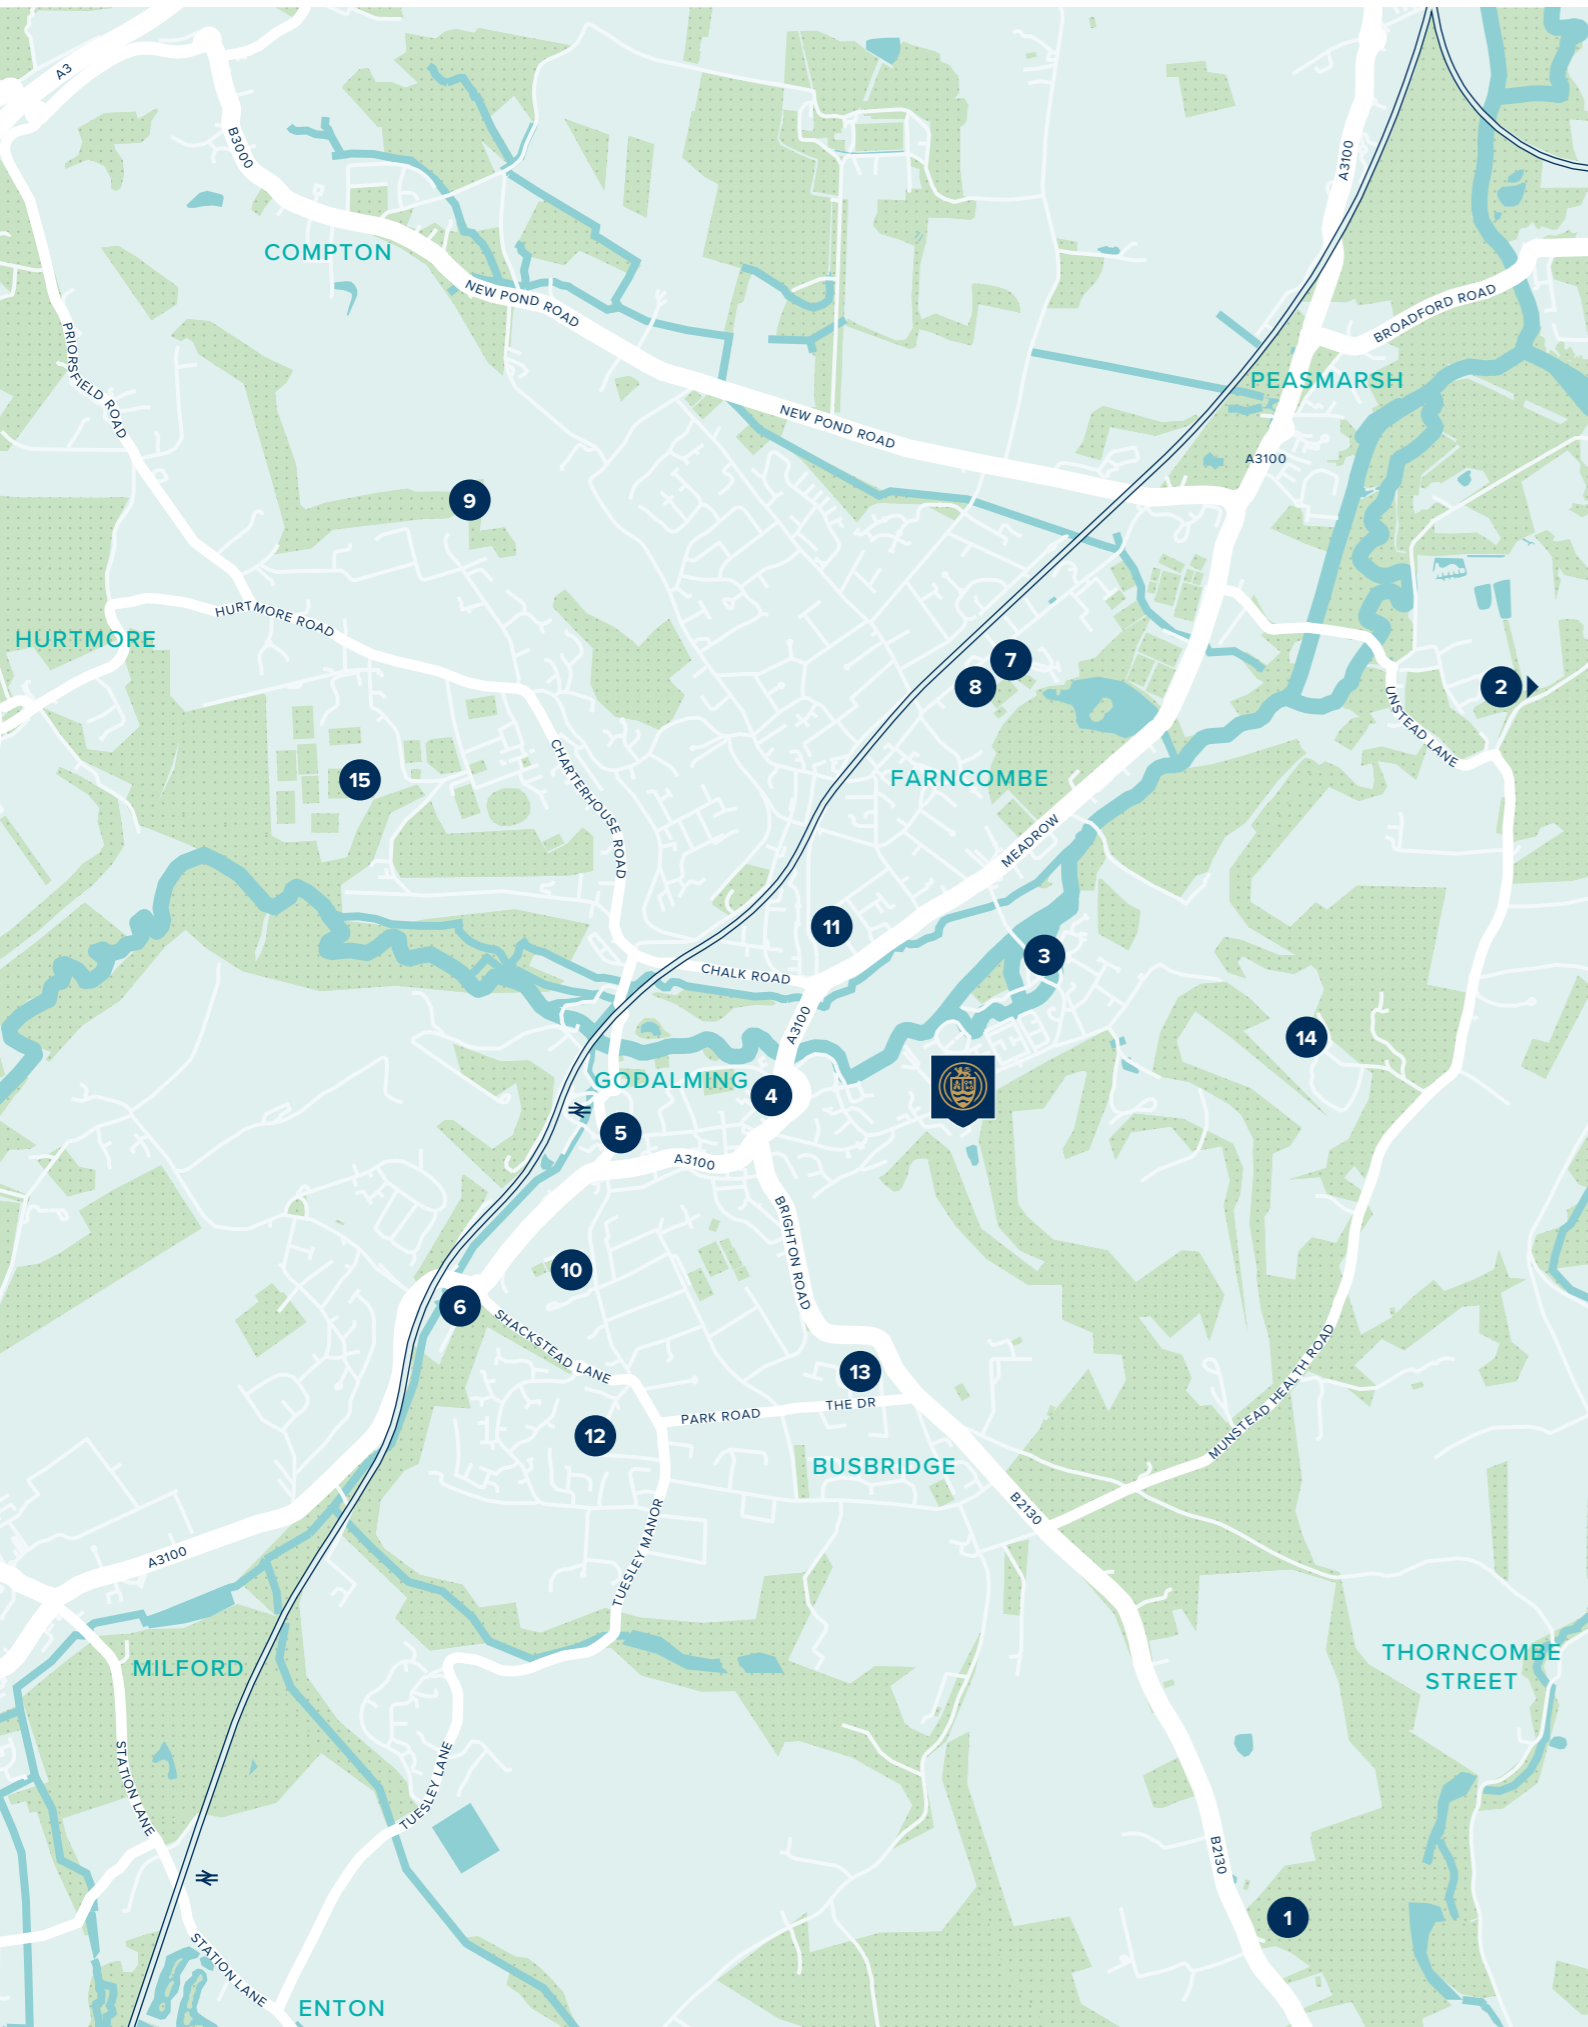 A3
B3000
A3100
COMPTON
NEW POND ROAD
BROADFORD ROAD
PRIORSFIELD ROAD
PEASMARSH
NEW POND ROAD
A3100
9
HURTMORE ROAD
HURTMORE
7
8
2
UNSTEAD LANE
CHARTERHOUSE ROAD
15
FARNCOMBE
MEADROW
11
3
CHALK ROAD
A3100
14
GODALMING
4
5
A3100
BRIGHTON ROAD
10
6
SHACKSTEAD LANE
13
MUNSTEAD HEALTH ROAD
THE DR
PARK ROAD
12
BUSBRIDGE
B2130
TUESLEY MANOR
A3100
MILFORD
THORNCOMBE
STREET
STATION LANE
TUESLEY LANE
B2130
1
STATION LANE
ENTON